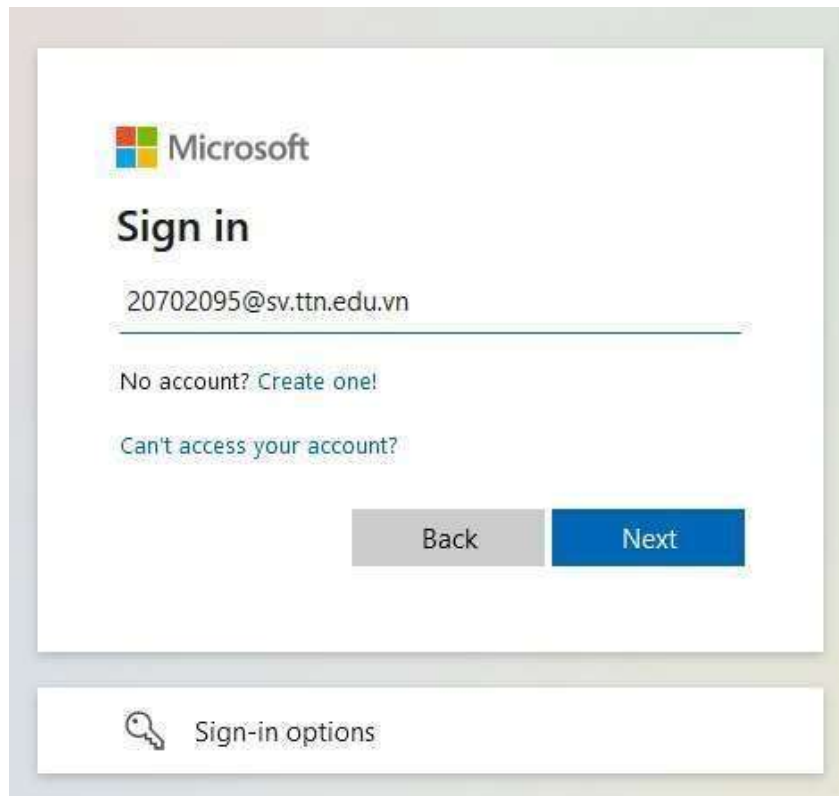 Microsoft
Sign in
20702095@sv.ttn.edu.vn
No account? Create one!
Can't access your account?
Back Next
Sign-in options